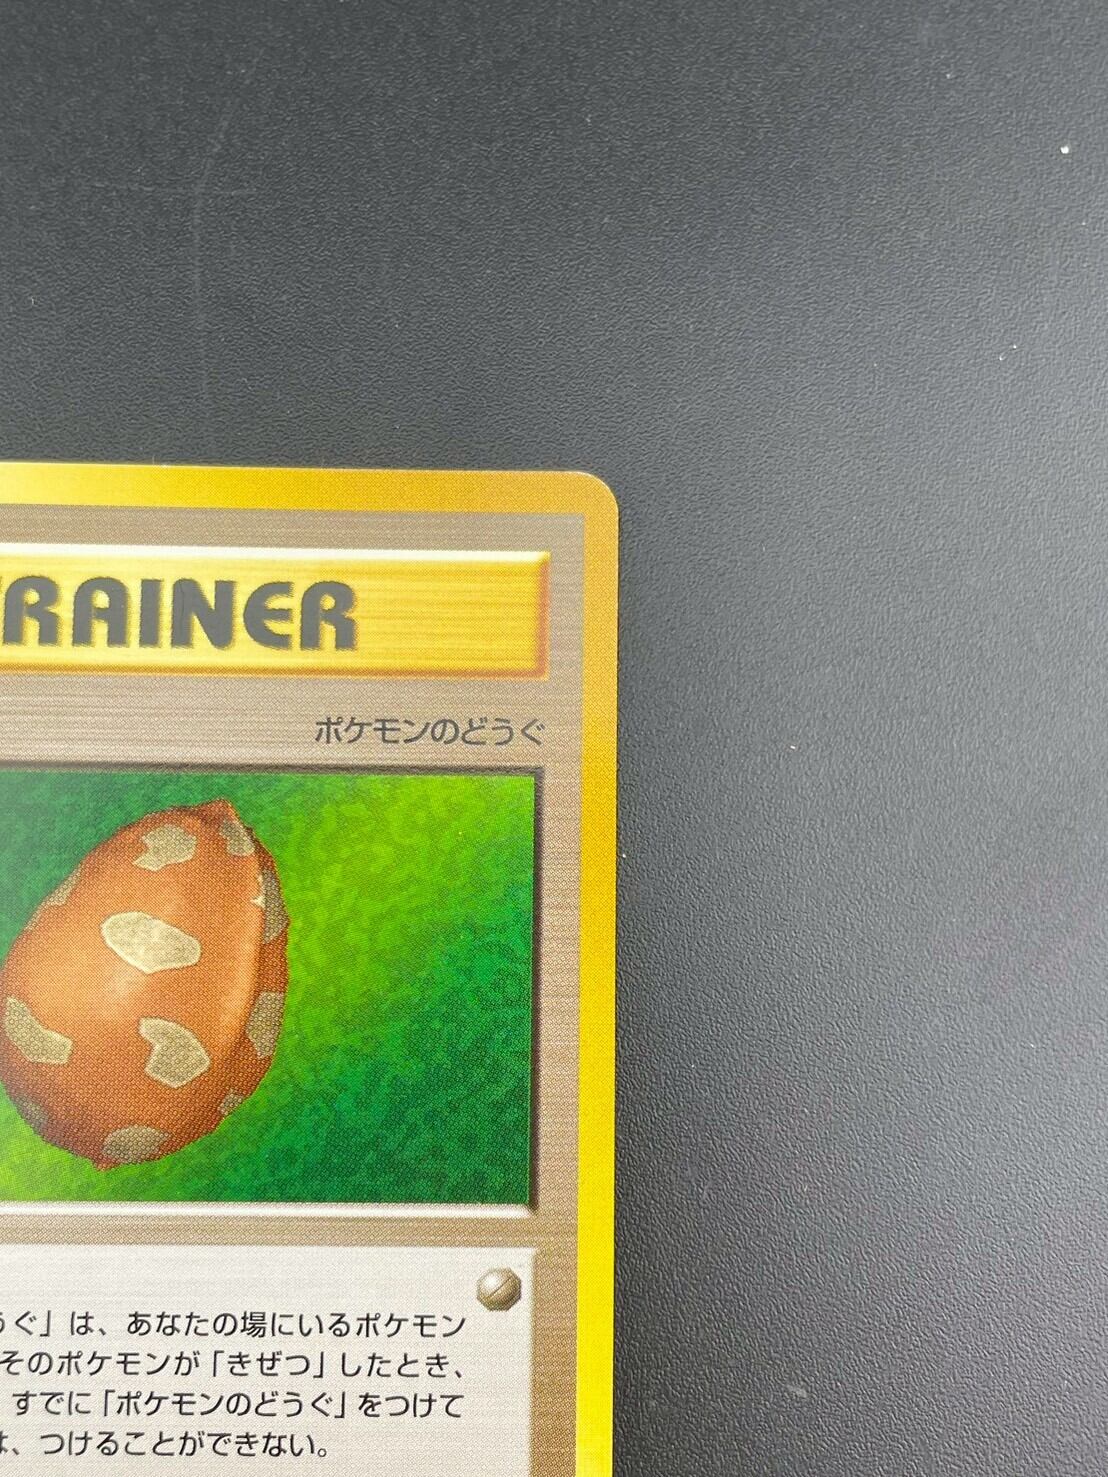 TRAINER
ポケモンのどうぐ
うぐ」は、あなたの場にいるポケモン
そのポケモンが「きぜつ」したとき、
すでに「ポケモンのどうぐ」をつけて
は、つけることができない。